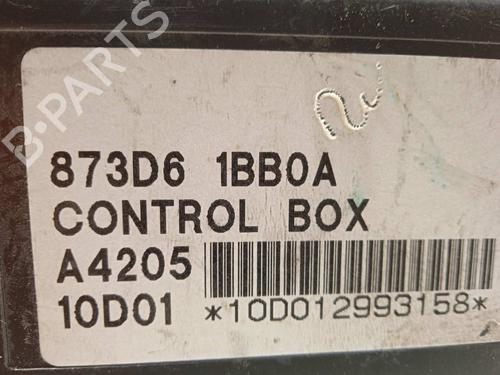 B-PARTS
873D6 1BB0A
CONTROL BOX
A4205
10D01 *10D012993158*